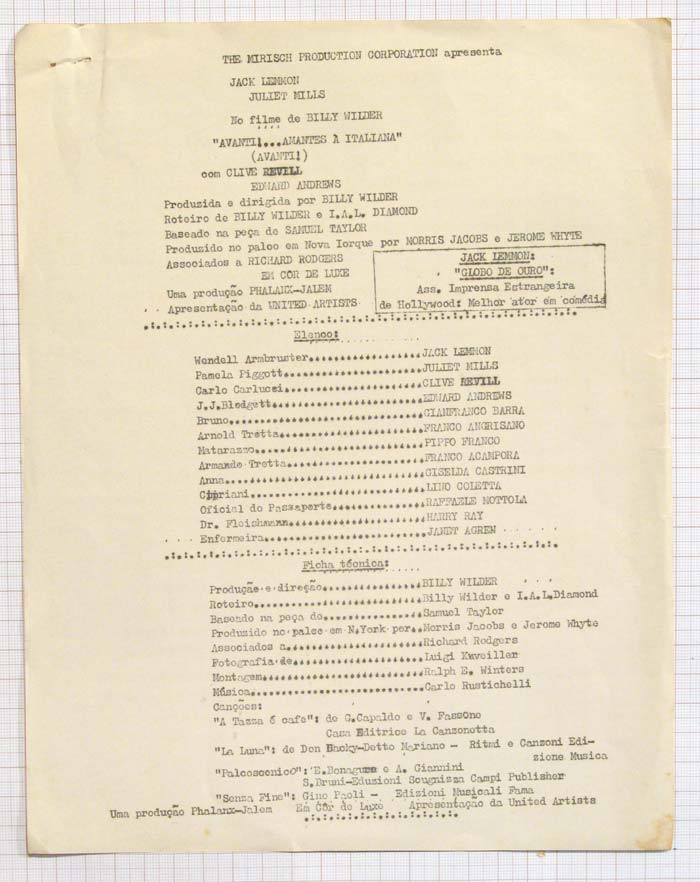 THE MIRISCH PRODUCTION CORPORATION apresenta
JACK LEMMON
JULIET MILLS
No filme de BILLY WILDER
"AVANTI!...AMANTES À ITALIANA"
(AVANTI!)
com CLIVE REVILL
EDWARD ANDREWS
Produzida e dirigida por BILLY WILDER
Roteiro de BILLY WILDER e I.A.L. DIAMOND
Baseado na peça de SAMUEL TAYLOR
Produzido no palco em Nova Iorque por MORRIS JACOBS e JEROME WHYTE
Associados a RICHARD RODGERS
EM CÔR DE LUXE
Uma produção PHALANX-JALEM
Apresentação da UNITED ARTISTS
JACK LEMMON:
"GLOBO DE OURO":
Ass. Imprensa Estrangeira
de Hollywood: Melhor ator em comédia
Elenco:
Wendell Armbruster..................JACK LEMMON
Pamela Piggott..................JULIET MILLS
Carlo Carlucci..................CLIVE REVILL
J.J.Blodgett..................EDWARD ANDREWS
Bruno..................GIANFRANCO BARRA
Arnold Trotta..................FRANCO ANGRISANO
Matarazzo..................PIPPO FRANCO
Armando Trotta..................FRANCO ACAMPORA
Anna..................GISELDA CASTRINI
Cipriani..................LINO COLETTA
Oficial do Passaporte..................RAFFAELE MOTTOLA
Dr. Fleischmann..................HARRY RAY
Enfermeira..................JANET AGREN
Ficha técnica:
Produção e direção..................BILLY WILDER
Roteiro..................Billy Wilder e I.A.L.Diamond
Baseado na peça de..................Samuel Taylor
Produzido no palco em N.York por..Morris Jacobs e Jerome Whyte
Associados a..................Richard Rodgers
Fotografia de..................Luigi Kuveiller
Montagem..................Ralph E. Winters
Música..................Carlo Rustichelli
Canções:
"A Tazza é cafe": de G.Capaldo e V. Fassone
Casa Editrice La Canzonetta
"La Luna": de Don Backy-Detto Mariano - Ritmi e Canzoni Edi-
zione Musica
"Palcoscenico": E.Bonagura e A. Giannini
S.Bruni-Eduzioni Scugnizza Campi Publisher
"Senza Fine": Gino Paoli - Edizioni Musicali Fama
Uma produção Phalanx-Jalem Em Côr de Luxe Apresentação da United Artists